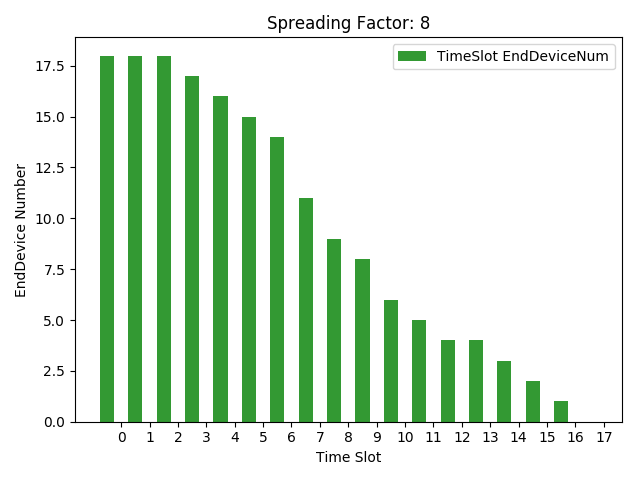 Spreading Factor: 8
TimeSlot EndDeviceNum
EndDevice Number
17.5
15.0
12.5
10.0
7.5
5.0
2.5
0.0
0 1 2 3 4 5 6 7 8 9 10 11 12 13 14 15 16 17
Time Slot